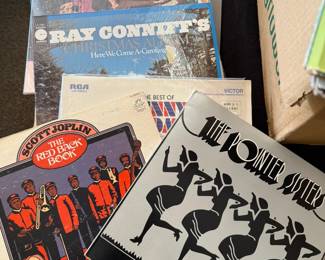 RAY CONNIFF'S
CHRISTMAS
Here We Come A-Caroling
RCA
VICTOR
THE BEST OF
SCOTT JOPLIN
THE
RED BACK
BOOK
THE POINTER SISTERS